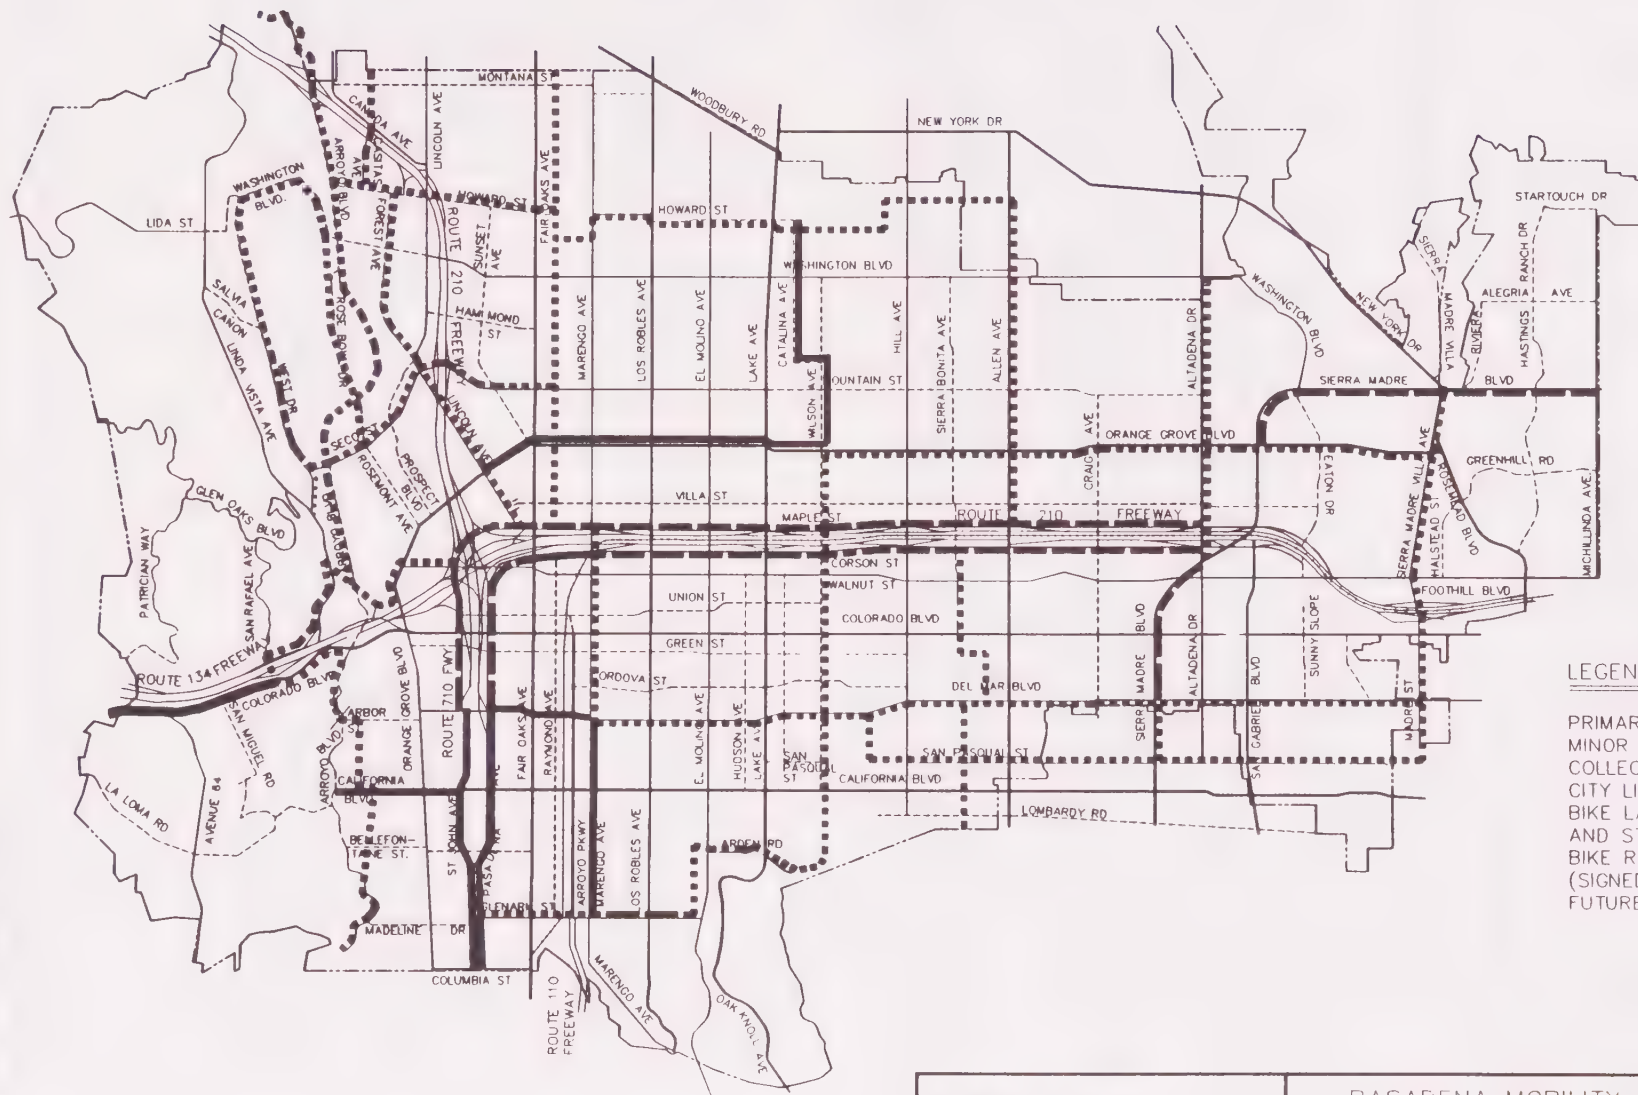 MONTANA ST
WOODBURY RD
NEW YORK DR
CANADA AVE
LINCOLN AVE
FAIR OAKS AVE
CASITAS AVE
ARROYO BLVD
FOREST AVE
WASHINGTON
BLVD.
HOWARD ST
HOWARD ST
STARTOUCH DR
LIDA ST
ROUTE 210 FREEWAY
SUNSET
AVE
WASHINGTON BLVD
SIERRA
MADRE VILLA
RIVIERA
HASTINGS RANCH DR
ALEGRIA AVE
SALVIA
CANON
LINDA VISTA AVE
WEST DR
ROSE BOWL DR
HAMMOND
ST
MARENGO AVE
LOS ROBLES AVE
EL MOLINO AVE
LAKE AVE
CATALINA AVE
HILL AVE
SIERRA BONITA AVE
ALLEN AVE
ALTADENA DR
WASHINGTON BLVD
NEW YORK DR
OUNTAIN ST
WILSON AVE
SIERRA MADRE BLVD
LINCOLN AVE
SECO ST
ROSEMONT AVE
PROSPECT
BLVD
CRAIG AVE
ORANGE GROVE BLVD
EATON DR
GREENHILL RD
SIERRA MADRE VILLA AVE
ROSEMEAD BLVD
HALSTEAD ST
MICHILLINDA AVE
GLEN OAKS BLVD
VILLA ST
MAPLE ST
ROUTE 210 FREEWAY
PATRICIAN WAY
SAN RAFAEL AVE
CORSON ST
WALNUT ST
UNION ST
COLORADO BLVD
FOOTHILL BLVD
SUNNY SLOPE
GREEN ST
ROUTE 134 FREEWAY
COLORADO BLVD
ORANGE GROVE BLVD
ROUTE 710 FWY
CORDOVA ST
DEL MAR BLVD
SIERRA MADRE BLVD
ALTADENA DR
SAN GABRIEL BLVD
MADRE ST
SAN MIGUEL RD
ARBOR
ST
ARROYO BLVD
FAIR OAKS AVE
RAYMOND AVE
EL MOLINO AVE
HUDSON AVE
LAKE AVE
SAN
PASQUAL
ST
SAN PASQUAL ST
CALIFORNIA
BLVD
CALIFORNIA BLVD
LA LOMA RD
AVENUE 64
LOMBARDY RD
BELLEFON-
TAINE ST.
ST JOHN AVE
PASADENA AVE
ARROYO PKWY
MARENGO AVE
LOS ROBLES AVE
ARDEN RD
GLENARM ST
MADELINE DR
COLUMBIA ST
ROUTE 110
FREEWAY
MARENGO AVE
OAK KNOLL AVE
LEGEN
PRIMAR
MINOR
COLLEC
CITY LI
BIKE LA
AND ST
BIKE R
(SIGNED
FUTURE
PASADENA MOBILITY